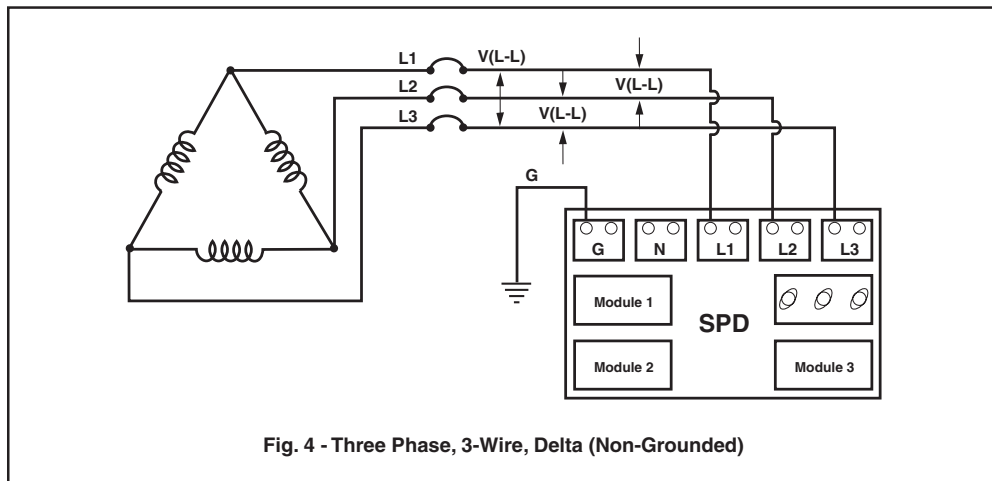 L1
V(L-L)
L2
V(L-L)
L3
V(L-L)
G
G
N
L1
L2
L3
Module 1
SPD
Module 2
Module 3
Fig. 4 - Three Phase, 3-Wire, Delta (Non-Grounded)